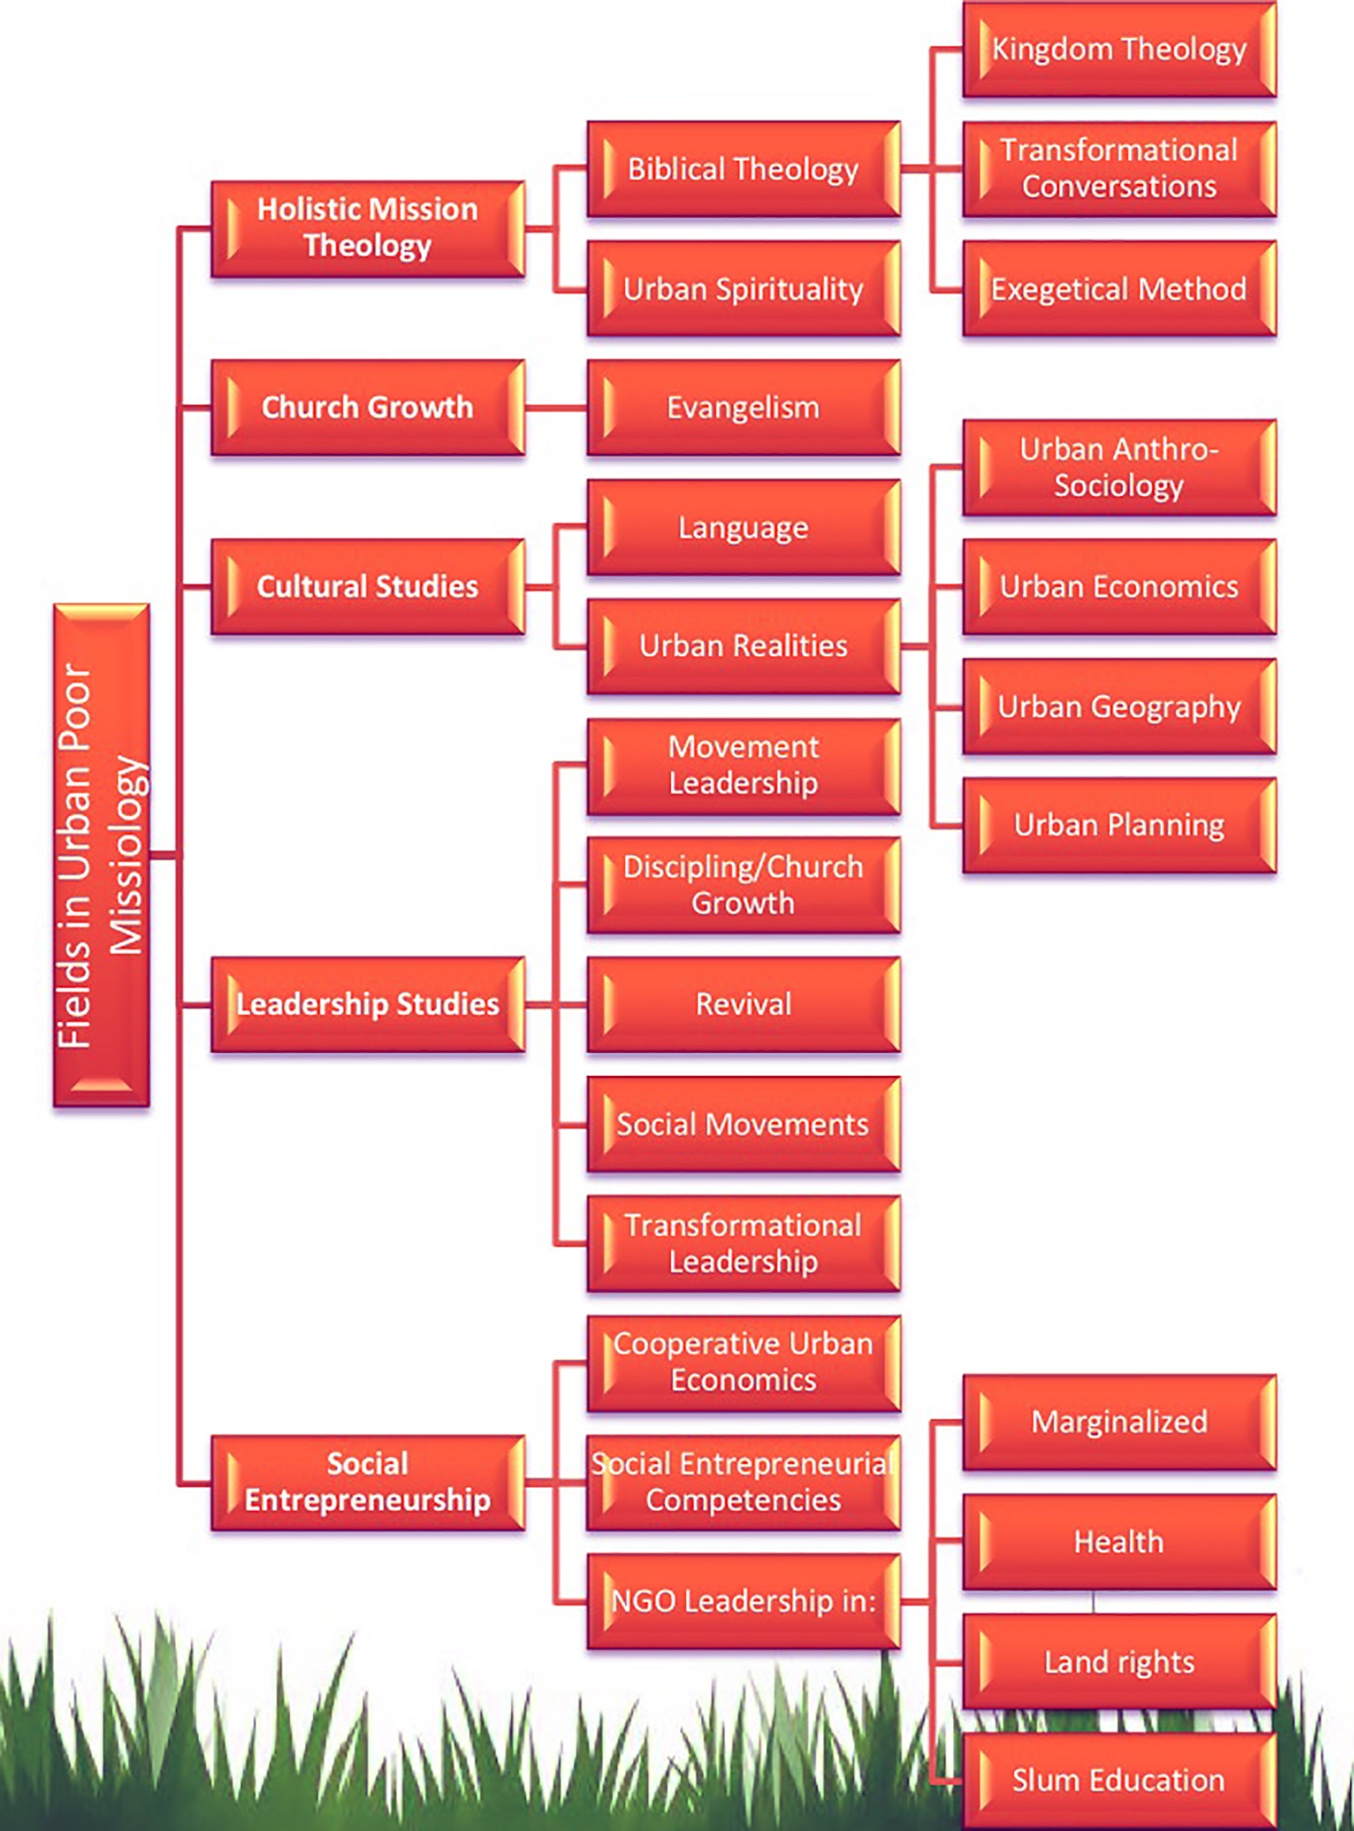 Fields in Urban Poor
Missiology
Holistic Mission
Theology
Biblical Theology
Kingdom Theology
Transformational
Conversations
Exegetical Method
Urban Spirituality
Church Growth
Evangelism
Cultural Studies
Language
Urban Realities
Urban Anthro-
Sociology
Urban Economics
Urban Geography
Urban Planning
Leadership Studies
Movement
Leadership
Discipling/Church
Growth
Revival
Social Movements
Transformational
Leadership
Social
Entrepreneurship
Cooperative Urban
Economics
Social Entrepreneurial
Competencies
NGO Leadership in:
Marginalized
Health
Land rights
Slum Education